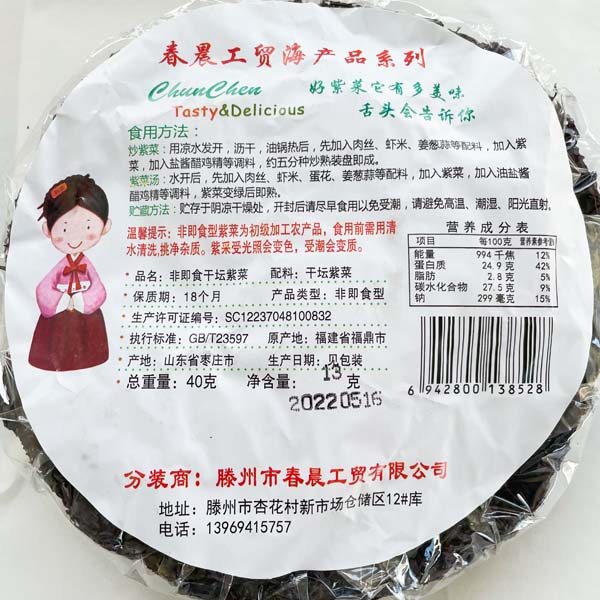 春晨工贸海产品系列
ChunChen
Tasty&Delicious
好紫菜它有多美味
舌头会告诉你
食用方法：
炒紫菜：用凉水发开，沥干，油锅热后，先加入肉丝、虾米、姜葱蒜等配料，加入紫
菜，加入盐酱醋鸡精等调料，约五分种炒熟装盘即成。
紫菜汤：水开后，先加入肉丝、虾米、蛋花、姜葱蒜等配料，加入紫菜，加入油盐酱
醋鸡精等调料，紫菜变绿后即熟。
贮藏方法：贮存于阴凉干燥处，开封后请尽早食用以免受潮，请避免高温、潮湿、阳光直射。
温馨提示：非即食型紫菜为初级加工农产品，食用前需用清
水清洗,挑净杂质。紫采受光照会变色，受潮会变质。
品名：非即食干坛紫菜 配料：干坛紫菜
保质期：18个月 产品类型：非即食型
生产许可证编号：SC12237048100832
执行标准：GB/T23597 原产地：福建省福鼎市
产地：山东省枣庄市 生产日期：见包装
总重量：40克 净含量：13克
20220516
营养成分表
项目 每100克 营养素参考值%
能量 994 千焦 12%
蛋白质 24.9 克 42%
脂肪 2.8 克 5%
碳水化合物 27.5 克 9%
钠 299 毫克 15%
6 942800 138528
分装商：滕州市春晨工贸有限公司
地址：滕州市杏花村新市场仓储区12#库
电话：13969415757